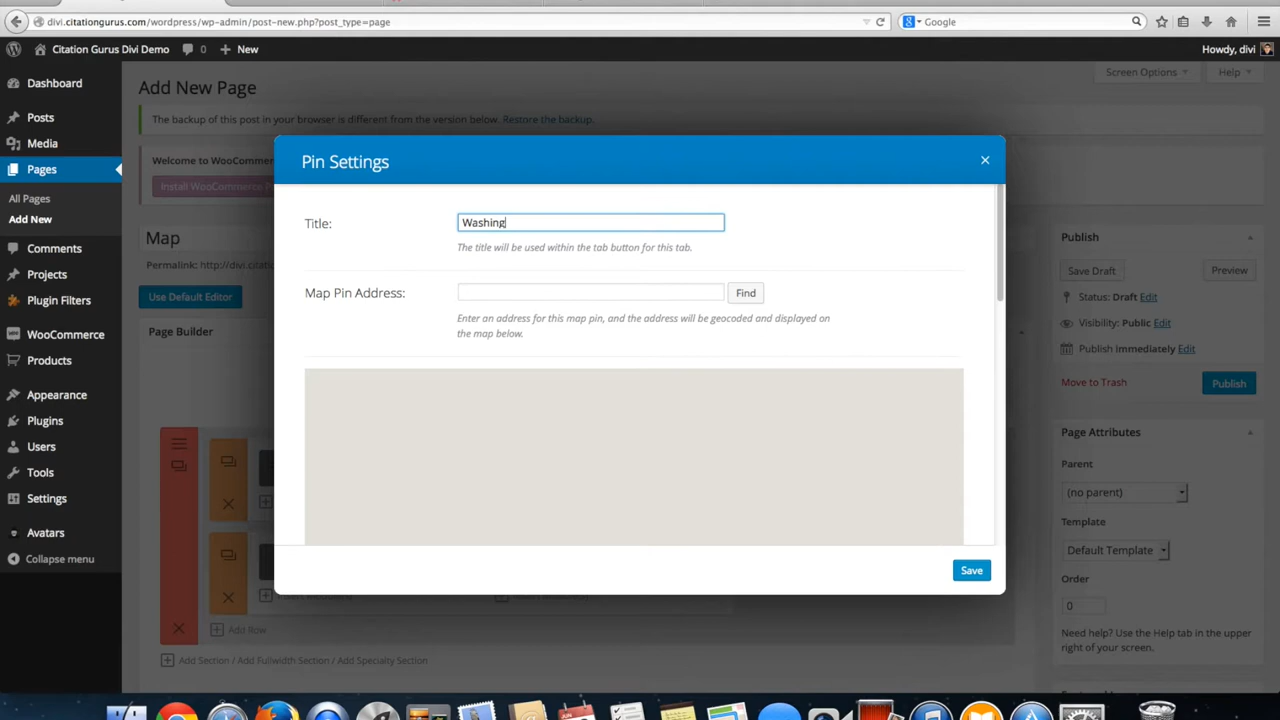 divi.citationgurus.com/wordpress/wp-admin/post-new.php?post_type=page
Google
Citation Gurus Divi Demo
0
New
Howdy, divi
Dashboard
Posts
Media
Pages
All Pages
Add New
Comments
Projects
Plugin Filters
WooCommerce
Products
Appearance
Plugins
Users
Tools
Settings
Avatars
Collapse menu
Screen Options
Help
Add New Page
The backup of this post in your browser is different from the version below. Restore the backup.
Welcome to WooCommerce
Install WooCommerce
Map
Permalink: http://divi.citation
Use Default Editor
Page Builder
Pin Settings
Title:
Washing
The title will be used within the tab button for this tab.
Map Pin Address:
Find
Enter an address for this map pin, and the address will be geocoded and displayed on
the map below.
Save
Add Row
Add Section / Add Fullwidth Section / Add Specialty Section
Publish
Save Draft
Preview
Status: Draft Edit
Visibility: Public Edit
Publish immediately Edit
Move to Trash
Publish
Page Attributes
Parent
(no parent)
Template
Default Template
Order
0
Need help? Use the Help tab in the upper
right of your screen.